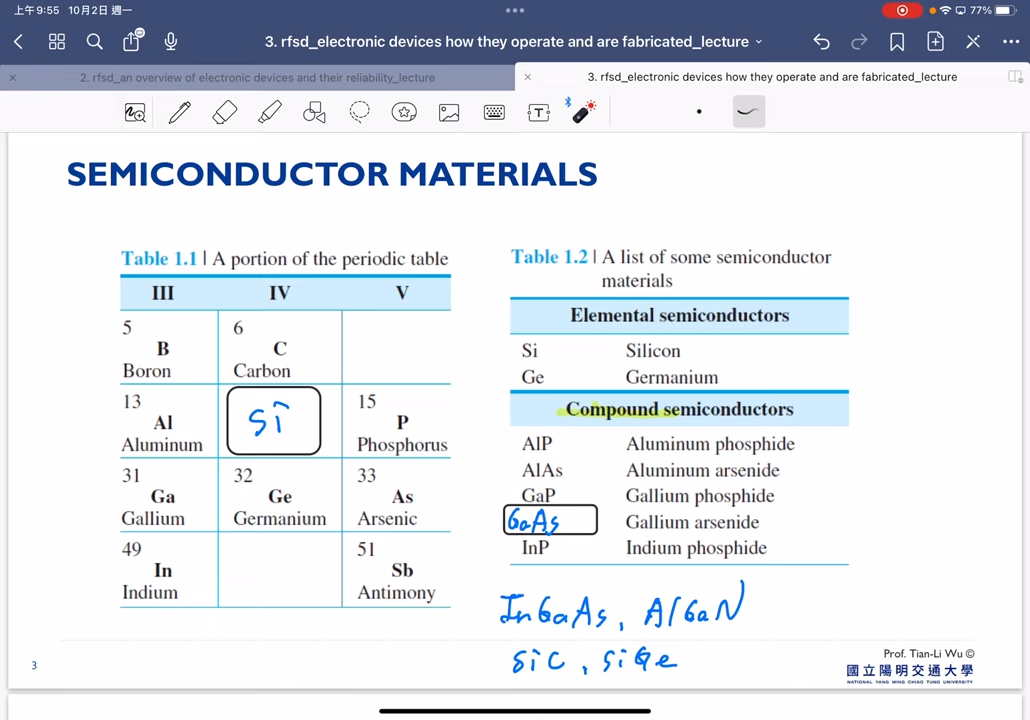 上午9:55 10月2日 週一
77%
3. rfsd_electronic devices how they operate and are fabricated_lecture
2. rfsd_an overview of electronic devices and their reliability_lecture
3. rfsd_electronic devices how they operate and are fabricated_lecture
SEMICONDUCTOR MATERIALS
Table 1.1 | A portion of the periodic table
III IV V
5 6
B C
Boron Carbon
13 15
Al Si P
Aluminum Phosphorus
31 32 33
Ga Ge As
Gallium Germanium Arsenic
49 51
In Sb
Indium Antimony
Table 1.2 | A list of some semiconductor
materials
Elemental semiconductors
Si Silicon
Ge Germanium
Compound semiconductors
AlP Aluminum phosphide
AlAs Aluminum arsenide
GaP Gallium phosphide
GaAs Gallium arsenide
InP Indium phosphide
InGaAs, AlGaN
SiC, SiGe
3
Prof. Tian-Li Wu ©
國立陽明交通大學
NATIONAL YANG MING CHIAO TUNG UNIVERSITY